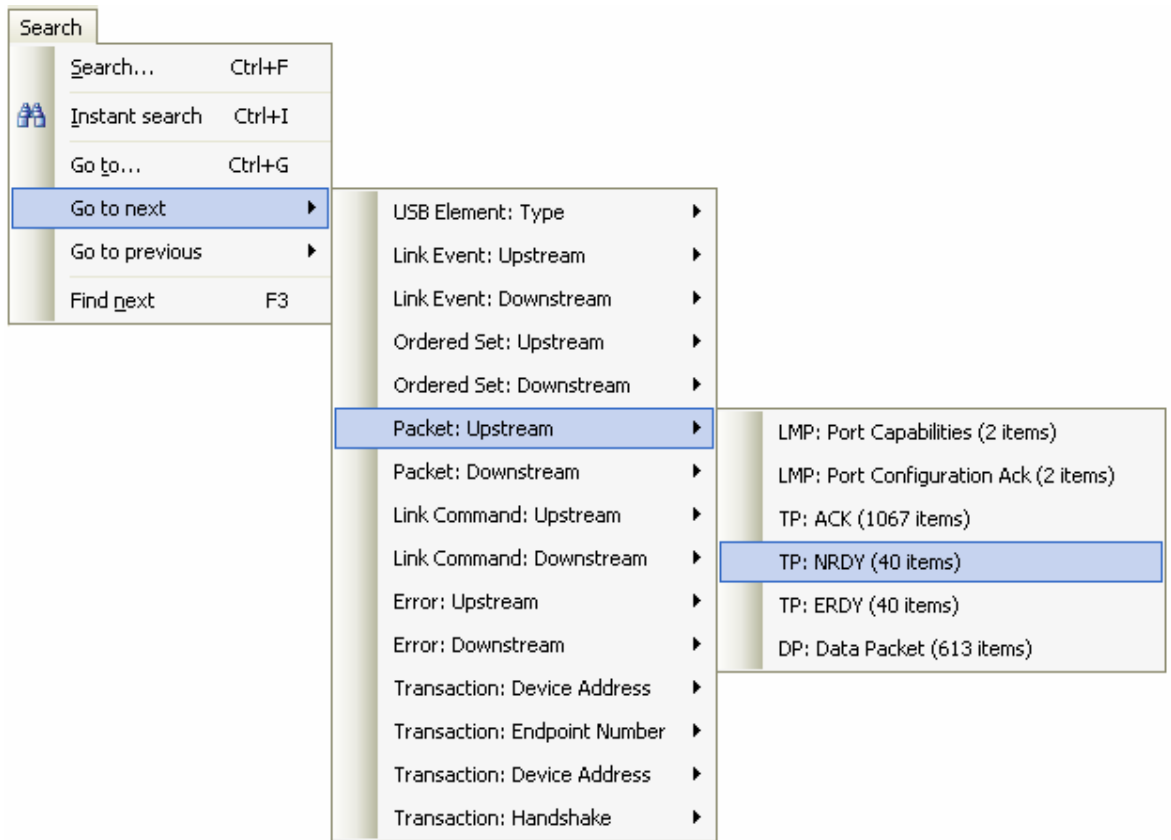 Search
Search... Ctrl+F
Instant search Ctrl+I
Go to... Ctrl+G
Go to next
Go to previous
Find next F3
USB Element: Type
Link Event: Upstream
Link Event: Downstream
Ordered Set: Upstream
Ordered Set: Downstream
Packet: Upstream
Packet: Downstream
Link Command: Upstream
Link Command: Downstream
Error: Upstream
Error: Downstream
Transaction: Device Address
Transaction: Endpoint Number
Transaction: Device Address
Transaction: Handshake
LMP: Port Capabilities (2 items)
LMP: Port Configuration Ack (2 items)
TP: ACK (1067 items)
TP: NRDY (40 items)
TP: ERDY (40 items)
DP: Data Packet (613 items)